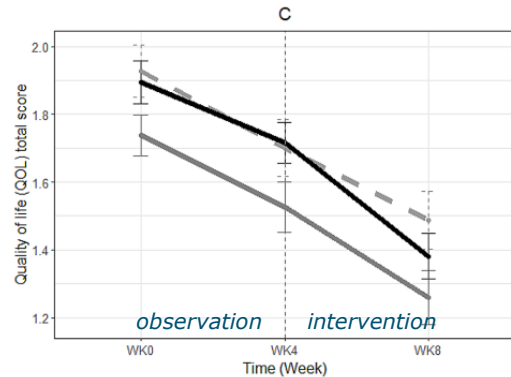 C
Quality of life (QOL) total score
2.0
1.8
1.6
1.4
1.2
observation intervention
WK0 WK4 WK8
Time (Week)